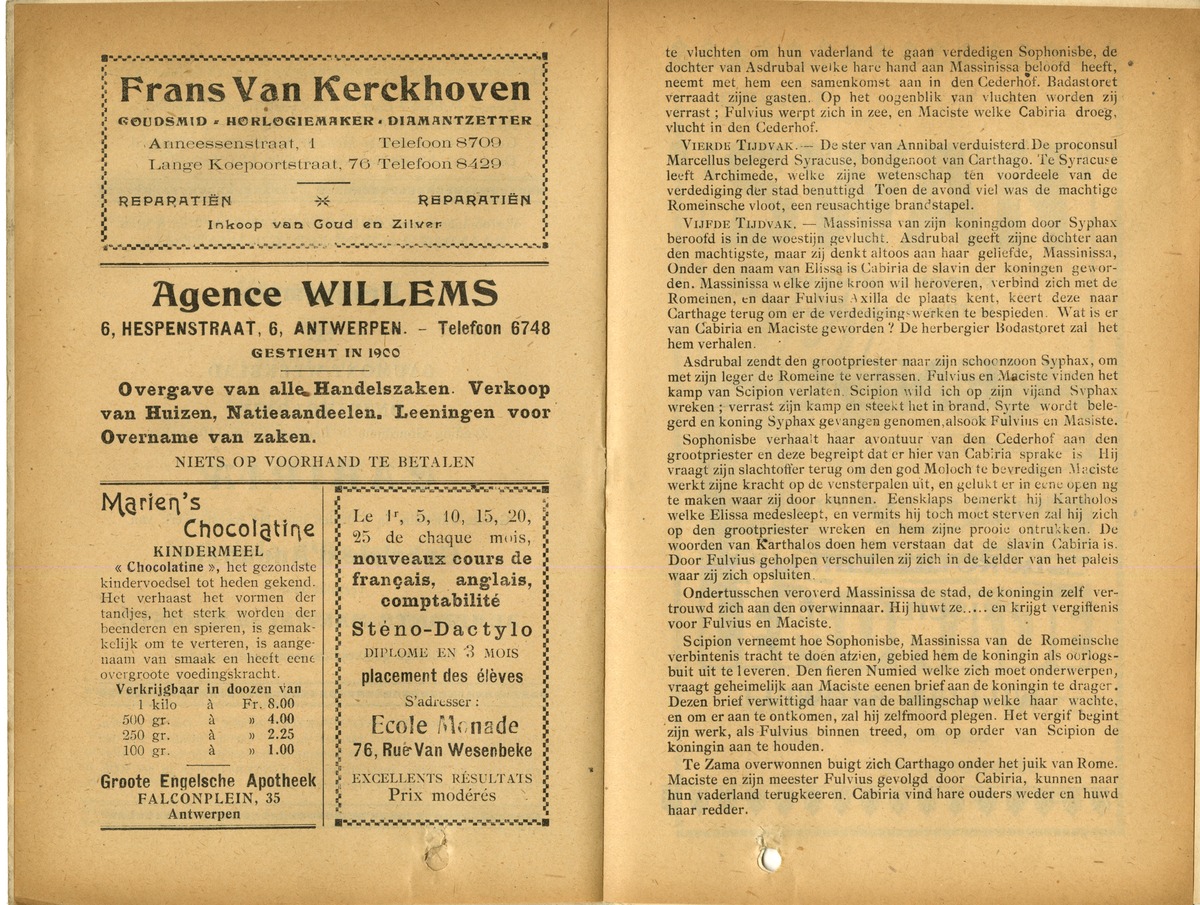 Frans Van Kerckhoven
GOUDSMID - HORLOGIEMAKER - DIAMANTZETTER
Anneessenstraat, 1 Telefoon 8709
Lange Koepoortstraat, 76 Telefoon 8429
REPARATIËN REPARATIËN
Inkoop van Goud en Zilver
Agence WILLEMS
6, HESPENSTRAAT, 6, ANTWERPEN. - Telefoon 6748
GESTICHT IN 1900
Overgave van alle Handelszaken. Verkoop
van Huizen, Natieaandeelen. Leeningen voor
Overname van zaken.
NIETS OP VOORHAND TE BETALEN
Marien's
Chocolatine
KINDERMEEL
« Chocolatine », het gezondste
kindervoedsel tot heden gekend.
Het verhaast het vormen der
tandjes, het sterk worden der
beenderen en spieren, is gemak-
kelijk om te verteren, is aange-
naam van smaak en heeft eene
overgroote voedingskracht.
Verkrijgbaar in doozen van
1 kilo à Fr. 8.00
500 gr. à » 4.00
250 gr. à » 2.25
100 gr. à » 1.00
Groote Engelsche Apotheek
FALCONPLEIN, 35
Antwerpen
Le 1r, 5, 10, 15, 20,
25 de chaque mois,
nouveaux cours de
français, anglais,
comptabilité
Sténo-Dactylo
DIPLOME EN 3 MOIS
placement des élèves
S'adresser :
Ecole Monade
76, Rue Van Wesenbeke
EXCELLENTS RÉSULTATS
Prix modérés
te vluchten om hun vaderland te gaan verdedigen Sophonisbe, de
dochter van Asdrubal welke hare hand aan Massinissa beloofd heeft,
neemt met hem een samenkomst aan in den Cederhof. Badastoret
verraadt zijne gasten. Op het oogenblik van vluchten worden zij
verrast ; Fulvius werpt zich in zee, en Maciste welke Cabiria droeg,
vlucht in den Cederhof.
VIERDE TIJDVAK. — De ster van Annibal verduisterd. De proconsul
Marcellus belegerd Syracuse, bondgenoot van Carthago. Te Syracuse
leeft Archimede, welke zijne wetenschap ten voordeele van de
verdediging der stad benuttigd Toen de avond viel was de machtige
Romeinsche vloot, een reusachtige brandstapel.
VIJFDE TIJDVAK. — Massinissa van zijn koningdom door Syphax
beroofd is in de woestijn gevlucht. Asdrubal geeft zijne dochter aan
den machtigste, maar zij denkt altoos aan haar geliefde, Massinissa,
Onder den naam van Elissa is Cabiria de slavin der koningen gewor-
den. Massinissa welke zijne kroon wil heroveren, verbind zich met de
Romeinen, en daar Fulvius Axilla de plaats kent, keert deze naar
Carthage terug om er de verdedigingswerken te bespieden. Wat is er
van Cabiria en Maciste geworden ? De herbergier Bodastoret zal het
hem verhalen.
Asdrubal zendt den grootpriester naar zijn schoonzoon Syphax, om
met zijn leger de Romeine te verrassen. Fulvius en Maciste vinden het
kamp van Scipion verlaten. Scipion wild ich op zijn vijand Syphax
wreken ; verrast zijn kamp en steekt het in brand. Syrte wordt bele-
gerd en koning Syphax gevangen genomen, alsook Fulvius en Masiste.
Sophonisbe verhaalt haar avontuur van den Cederhof aan den
grootpriester en deze begreipt dat er hier van Cabiria sprake is Hij
vraagt zijn slachtoffer terug om den god Moloch te bevredigen Maciste
werkt zijne kracht op de vensterpalen uit, en gelukt er in eene open ng
te maken waar zij door kunnen. Eensklaps bemerkt hij Kartholos
welke Elissa medesleept, en vermits hij toch moet sterven zal hij zich
op den grootpriester wreken en hem zijne prooie ontrukken. De
woorden van Karthalos doen hem verstaan dat de slavin Cabiria is.
Door Fulvius geholpen verschuilen zij zich in de kelder van het paleis
waar zij zich opsluiten.
Ondertusschen veroverd Massinissa de stad, de koningin zelf ver-
trouwd zich aan den overwinnaar. Hij huwt ze..... en krijgt vergiftenis
voor Fulvius en Maciste.
Scipion verneemt hoe Sophonisbe, Massinissa van de Romeinsche
verbintenis tracht te doen afzien, gebied hem de koningin als oorlogs-
buit uit te leveren. Den fieren Numied welke zich moet onderwerpen,
vraagt geheimelijk aan Maciste eenen brief aan de koningin te drager.
Dezen brief verwittigd haar van de ballingschap welke haar wachte,
en om er aan te ontkomen, zal hij zelfmoord plegen. Het vergif begint
zijn werk, als Fulvius binnen treed, om op order van Scipion de
koningin aan te houden.
Te Zama overwonnen buigt zich Carthago onder het juik van Rome.
Maciste en zijn meester Fulvius gevolgd door Cabiria, kunnen naar
hun vaderland terugkeeren. Cabiria vind hare ouders weder en huwd
haar redder.